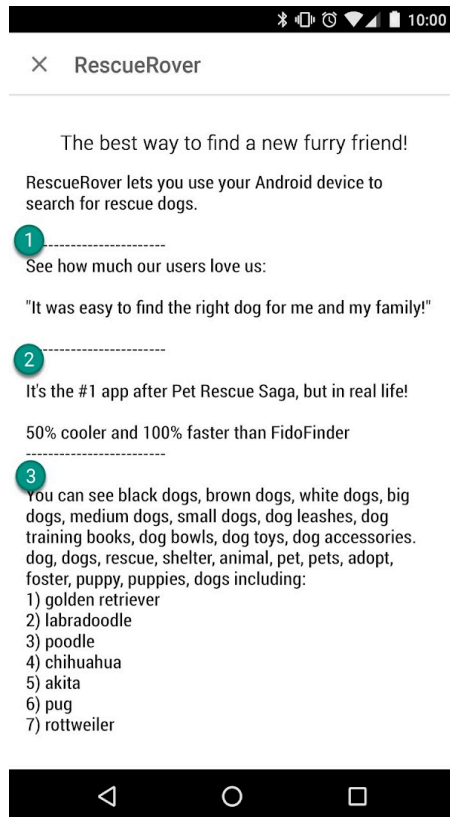 10:00
RescueRover
The best way to find a new furry friend!
RescueRover lets you use your Android device to
search for rescue dogs.
1 ----------------------
See how much our users love us:
"It was easy to find the right dog for me and my family!"
2 ----------------------
It's the #1 app after Pet Rescue Saga, but in real life!
50% cooler and 100% faster than FidoFinder
-------------------------
3
You can see black dogs, brown dogs, white dogs, big
dogs, medium dogs, small dogs, dog leashes, dog
training books, dog bowls, dog toys, dog accessories.
dog, dogs, rescue, shelter, animal, pet, pets, adopt,
foster, puppy, puppies, dogs including:
1) golden retriever
2) labradoodle
3) poodle
4) chihuahua
5) akita
6) pug
7) rottweiler